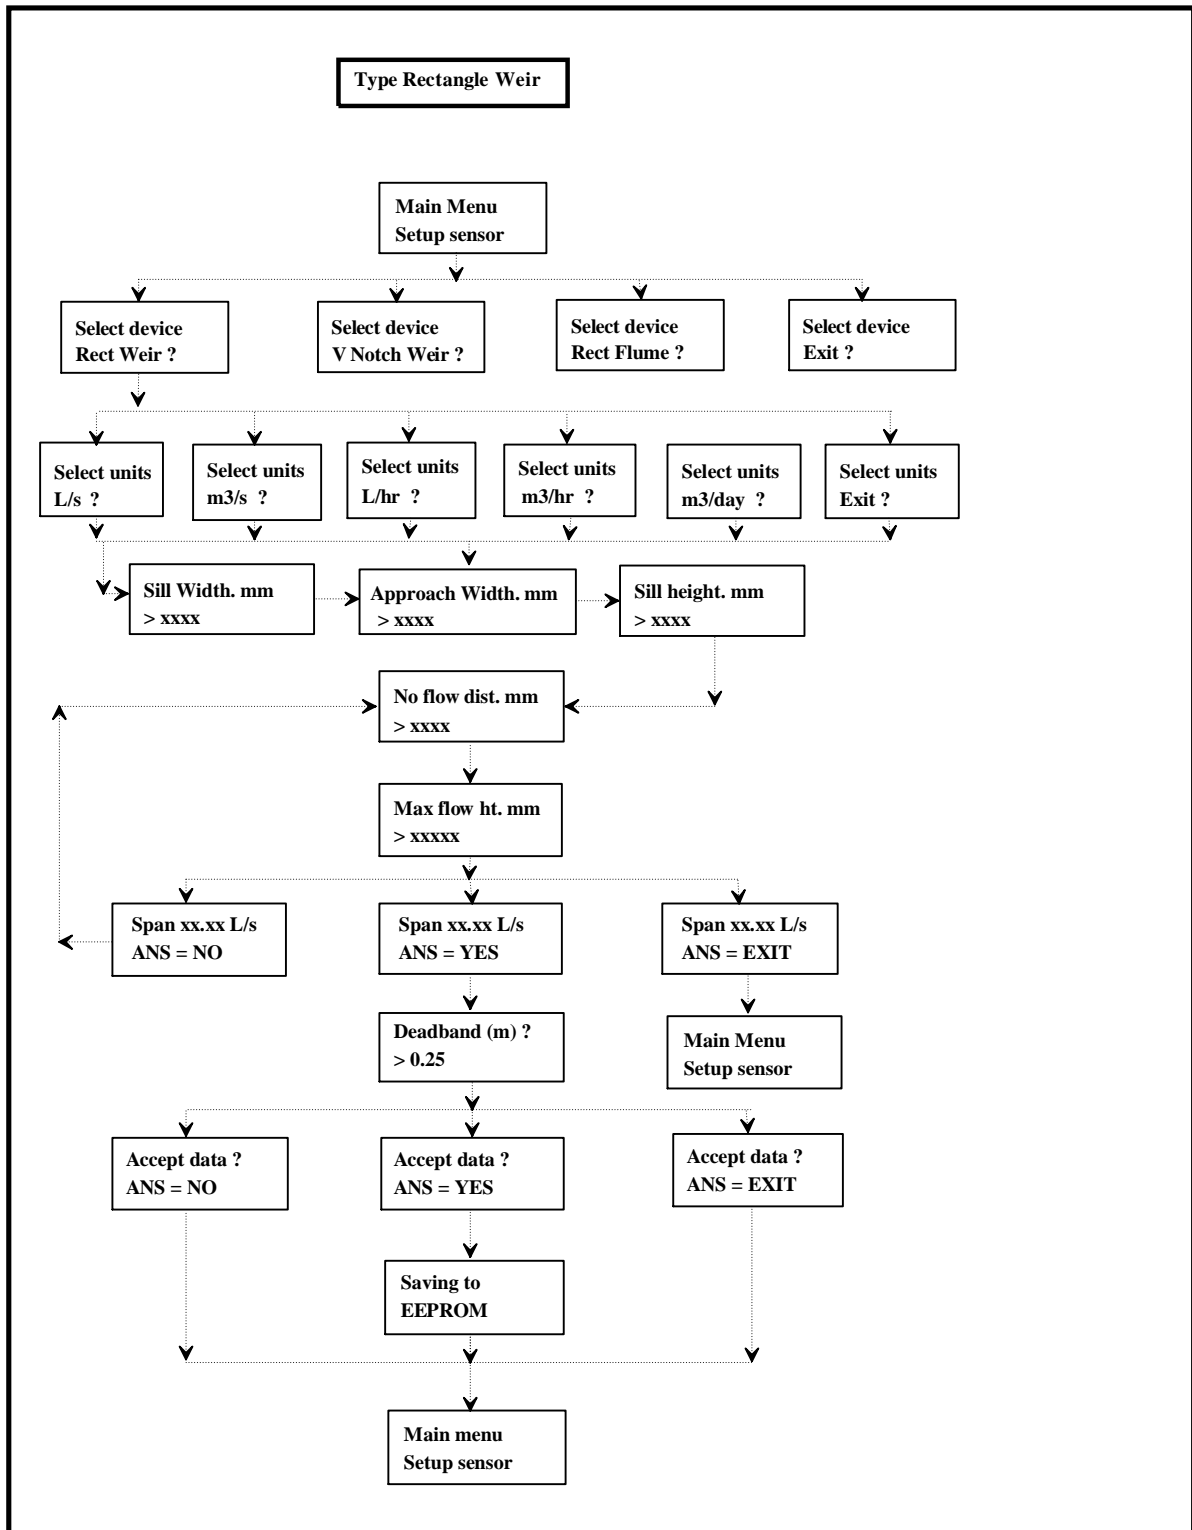 Type Rectangle Weir
Main Menu
Setup sensor
Select device
Rect Weir ?
Select device
V Notch Weir ?
Select device
Rect Flume ?
Select device
Exit ?
Select units
L/s ?
Select units
m3/s ?
Select units
L/hr ?
Select units
m3/hr ?
Select units
m3/day ?
Select units
Exit ?
Sill Width. mm
> xxxx
Approach Width. mm
> xxxx
Sill height. mm
> xxxx
No flow dist. mm
> xxxx
Max flow ht. mm
> xxxxx
Span xx.xx L/s
ANS = NO
Span xx.xx L/s
ANS = YES
Span xx.xx L/s
ANS = EXIT
Deadband (m) ?
> 0.25
Main Menu
Setup sensor
Accept data ?
ANS = NO
Accept data ?
ANS = YES
Accept data ?
ANS = EXIT
Saving to
EEPROM
Main menu
Setup sensor